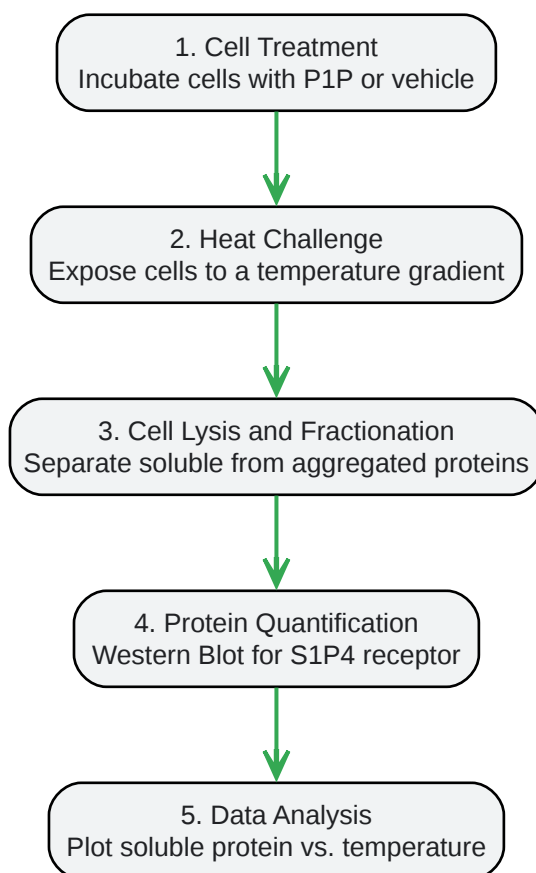 1. Cell Treatment
Incubate cells with P1P or vehicle
2. Heat Challenge
Expose cells to a temperature gradient
3. Cell Lysis and Fractionation
Separate soluble from aggregated proteins
4. Protein Quantification
Western Blot for S1P4 receptor
5. Data Analysis
Plot soluble protein vs. temperature